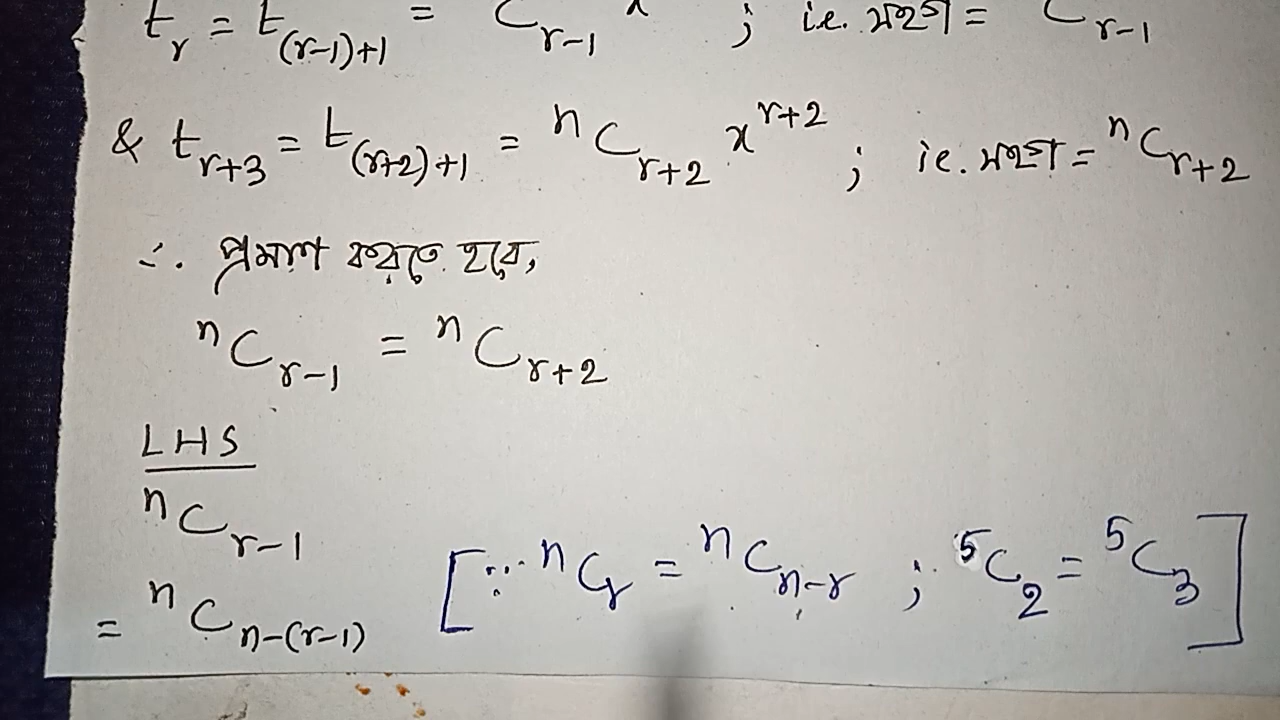 t_r = t_(r-1)+1 = C_r-1 x ; i.e. সহগ = C_r-1
& t_r+3 = t_(r+2)+1 = ⁿC_r+2 x^r+2 ; ie. সহগ = ⁿC_r+2
∴ প্রমাণ করতে হবে,
ⁿC_r-1 = ⁿC_r+2
LHS
ⁿC_r-1
= ⁿC_n-(r-1) [∵ ⁿC_r = ⁿC_n-r ; ⁵C_2 = ⁵C_3]